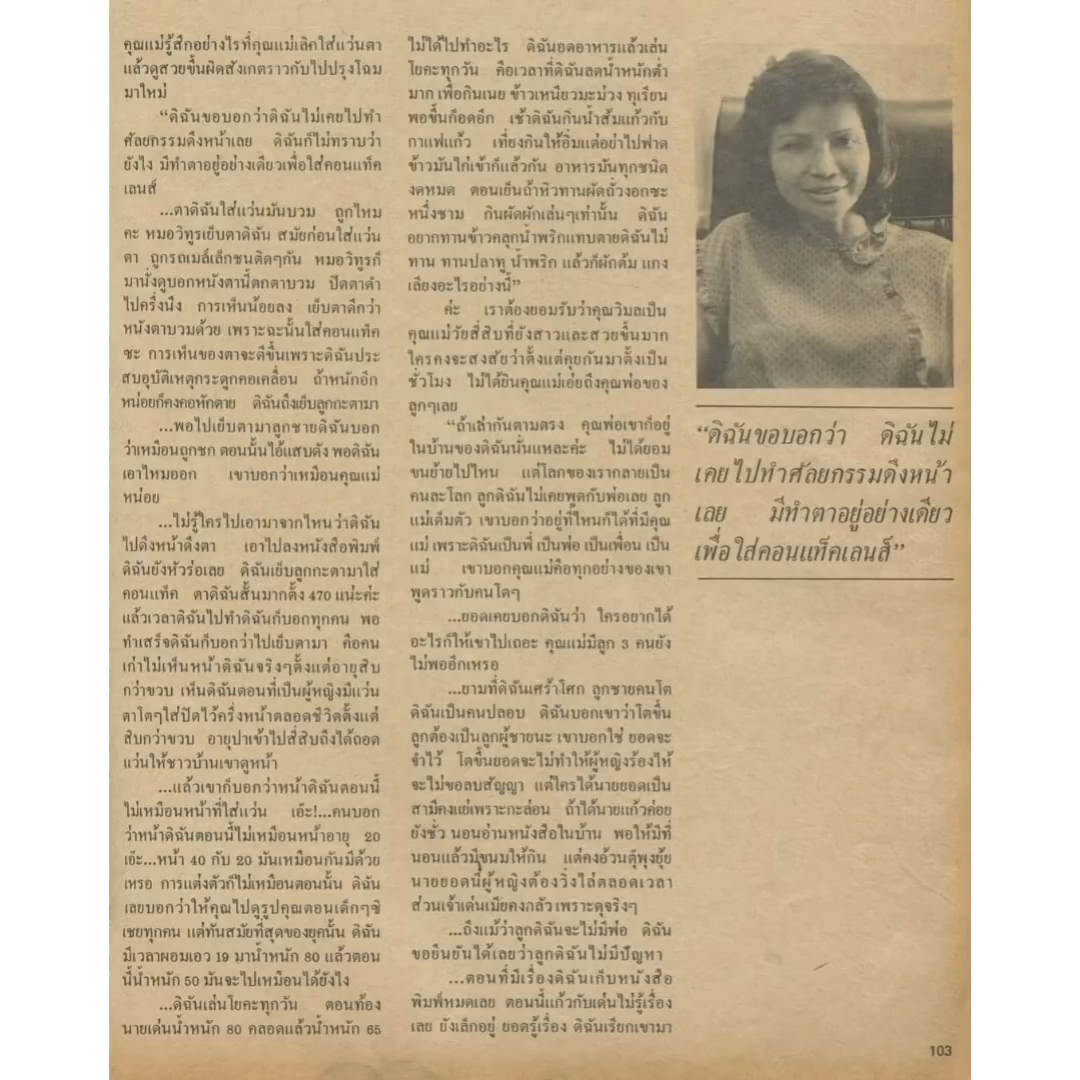 คุณแม่รู้สึกอย่างไรที่คุณแม่เลิกใส่แว่นตา
แล้วดูสวยขึ้นผิดสังเกตราวกับไปปรุงโฉม
มาใหม่
“ดิฉันขอบอกว่าดิฉันไม่เคยไปทำ
ศัลยกรรมดึงหน้าเลย ดิฉันก็ไม่ทราบว่า
ยังไง มีทำตาอยู่อย่างเดียวเพื่อใส่คอนแท็ค
เลนส์
...ตาดิฉันใส่แว่นมันบวม ถูกไหม
คะ หมอวิฑูรเย็บตาดิฉัน สมัยก่อนใส่แว่น
ตา ถูกรถเมล์เล็กชนติดๆกัน หมอวิฑูรก็
มานั่งดูบอกหนังตานี้ตกตาบวม ปิดตาดำ
ไปครึ่งนึง การเห็นน้อยลง เย็บตาดีกว่า
หนังตาบวมด้วย เพราะฉะนั้นใส่คอนแท็ค
ซะ การเห็นของตาจะดีขึ้นเพราะดิฉันประ
สบอุบัติเหตุกระดูกคอเคลื่อน ถ้าหนักอีก
หน่อยก็คงคอหักตาย ดิฉันถึงเย็บลูกกะตามา
...พอไปเย็บตามาลูกชายดิฉันบอก
ว่าเหมือนถูกชก ตอนนั้นไอ้แสบดัง พอดิฉัน
เอาไหมออก เขาบอกว่าเหมือนคุณแม่
หน่อย
...ไม่รู้ใครไปเอามาจากไหนว่าดิฉัน
ไปดึงหน้าดึงตา เอาไปลงหนังสือพิมพ์
ดิฉันยังหัวร่อเลย ดิฉันเย็บลูกกะตามาใส่
คอนแท็ค ตาดิฉันสั้นมากตั้ง 470 แน่ะค่ะ
แล้วเวลาดิฉันไปทำดิฉันก็บอกทุกคน พอ
ทำเสร็จดิฉันก็บอกว่าไปเย็บตามา คือคน
เก่าไม่เห็นหน้าดิฉันจริงๆตั้งแต่อายุสิบ
กว่าขวบ เห็นดิฉันตอนที่เป็นผู้หญิงมีแว่น
ตาโตๆใส่ปิดไว้ครึ่งหน้าตลอดชีวิตตั้งแต่
สิบกว่าขวบ อายุปาเข้าไปสี่สิบถึงได้ถอด
แว่นให้ชาวบ้านเขาดูหน้า
...แล้วเขาก็บอกว่าหน้าดิฉันตอนนี้
ไม่เหมือนหน้าที่ใส่แว่น เอ๊ะ!...คนบอก
ว่าหน้าดิฉันตอนนี้ไม่เหมือนหน้าอายุ 20
เอ๊ะ...หน้า 40 กับ 20 มันเหมือนกันมีด้วย
เหรอ การแต่งตัวก็ไม่เหมือนตอนนั้น ดิฉัน
เลยบอกว่าให้คุณไปดูรูปคุณตอนเด็กๆซิ
เชยทุกคน แต่ทันสมัยที่สุดของยุคนั้น ดิฉัน
มีเวลาผอมเอว 19 มาน้ำหนัก 80 แล้วตอน
นี้น้ำหนัก 50 มันจะไปเหมือนได้ยังไง
...ดิฉันเล่นโยคะทุกวัน ตอนท้อง
นายเด่นน้ำหนัก 80 คลอดแล้วน้ำหนัก 65
ไม่ได้ไปทำอะไร ดิฉันอดอาหารแล้วเล่น
โยคะทุกวัน คือเวลาที่ดิฉันลดน้ำหนักต่ำ
มาก เพื่อกินเนย ข้าวเหนียวมะม่วง ทุเรียน
พอขึ้นก็อดอีก เช้าดิฉันกินน้ำส้มแก้วกับ
กาแฟแก้ว เที่ยงกินให้อิ่มแต่อย่าไปฟาด
ข้าวมันไก่เข้าก็แล้วกัน อาหารมันทุกชนิด
งดหมด ตอนเย็นถ้าหิวทานผัดถั่วงอกซะ
หนึ่งชาม กินผัดผักเล่นๆเท่านั้น ดิฉัน
อยากทานข้าวคลุกน้ำพริกแทบตายดิฉันไม่
ทาน ทานปลาทู น้ำพริก แล้วก็ผักต้ม แกง
เลียงอะไรอย่างนี้”
ค่ะ เราต้องยอมรับว่าคุณวิมลเป็น
คุณแม่วัยสี่สิบที่ยังสาวและสวยขึ้นมาก
ใครคงจะสงสัยว่าตั้งแต่คุยกันมาตั้งเป็น
ชั่วโมง ไม่ได้ยินคุณแม่เอ่ยถึงคุณพ่อของ
ลูกๆเลย
“ถ้าเล่ากันตามตรง คุณพ่อเขาก็อยู่
ในบ้านของดิฉันนั่นแหละค่ะ ไม่ได้ยอม
ขนย้ายไปไหน แต่โลกของเรากลายเป็น
คนละโลก ลูกดิฉันไม่เคยพูดกับพ่อเลย ลูก
แม่เต็มตัว เขาบอกว่าอยู่ที่ไหนก็ได้ที่มีคุณ
แม่ เพราะดิฉันเป็นพี่ เป็นพ่อ เป็นเพื่อน เป็น
แม่ เขาบอกคุณแม่คือทุกอย่างของเขา
พูดราวกับคนโตๆ
...ยอดเคยบอกดิฉันว่า ใครอยากได้
อะไรก็ให้เขาไปเถอะ คุณแม่มีลูก 3 คนยัง
ไม่พออีกเหรอ
...ยามที่ดิฉันเศร้าโศก ลูกชายคนโต
ดิฉันเป็นคนปลอบ ดิฉันบอกเขาว่าโตขึ้น
ลูกต้องเป็นลูกผู้ชายนะ เขาบอกใช่ ยอดจะ
จำไว้ โตขึ้นยอดจะไม่ทำให้ผู้หญิงร้องไห้
จะไม่ขอลบสัญญา แต่ใครได้นายยอดเป็น
สามีคงแย่เพราะกะล่อน ถ้าได้นายแก้วค่อย
ยังชั่ว นอนอ่านหนังสือในบ้าน พอให้มีที่
นอนแล้วมีขนมให้กิน แต่คงอ้วนตุ๊พุงยุ้ย
นายยอดนี่ผู้หญิงต้องวิ่งไล่ตลอดเวลา
ส่วนเจ้าเด่นเมียคงกลัว เพราะดุจริงๆ
...ถึงแม้ว่าลูกดิฉันจะไม่มีพ่อ ดิฉัน
ขอยืนยันได้เลยว่าลูกดิฉันไม่มีปัญหา
...ตอนที่มีเรื่องดิฉันเก็บหนังสือ
พิมพ์หมดเลย ตอนนี้แก้วกับเด่นไม่รู้เรื่อง
เลย ยังเล็กอยู่ ยอดรู้เรื่อง ดิฉันเรียกเขามา
“ดิฉันขอบอกว่า ดิฉันไม่
เคยไปทำศัลยกรรมดึงหน้า
เลย มีทำตาอยู่อย่างเดียว
เพื่อใส่คอนแท็คเลนส์”
103